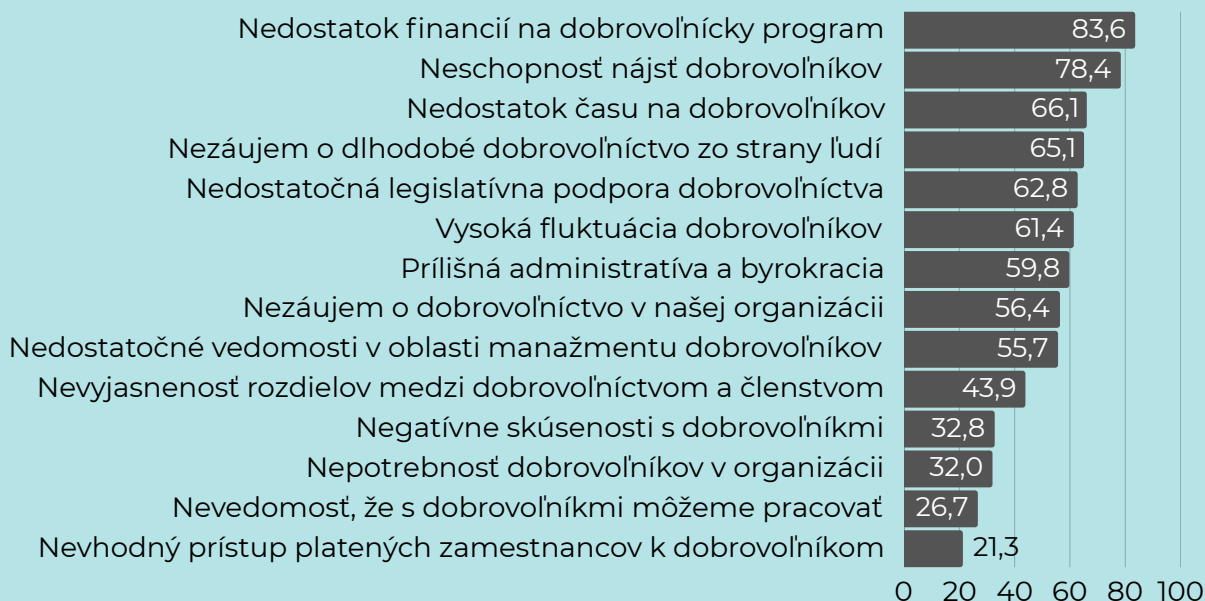 Nedostatok financií na dobrovoľnícky program 83,6
Neschopnosť nájsť dobrovoľníkov 78,4
Nedostatok času na dobrovoľníkov 66,1
Nezáujem o dlhodobé dobrovoľníctvo zo strany ľudí 65,1
Nedostatočná legislatívna podpora dobrovoľníctva 62,8
Vysoká fluktuácia dobrovoľníkov 61,4
Prílišná administratíva a byrokracia 59,8
Nezáujem o dobrovoľníctvo v našej organizácii 56,4
Nedostatočné vedomosti v oblasti manažmentu dobrovoľníkov 55,7
Nevyjasnenosť rozdielov medzi dobrovoľníctvom a členstvom 43,9
Negatívne skúsenosti s dobrovoľníkmi 32,8
Nepotrebnosť dobrovoľníkov v organizácii 32,0
Nevedomosť, že s dobrovoľníkmi môžeme pracovať 26,7
Nevhodný prístup platených zamestnancov k dobrovoľníkom 21,3
0 20 40 60 80 100